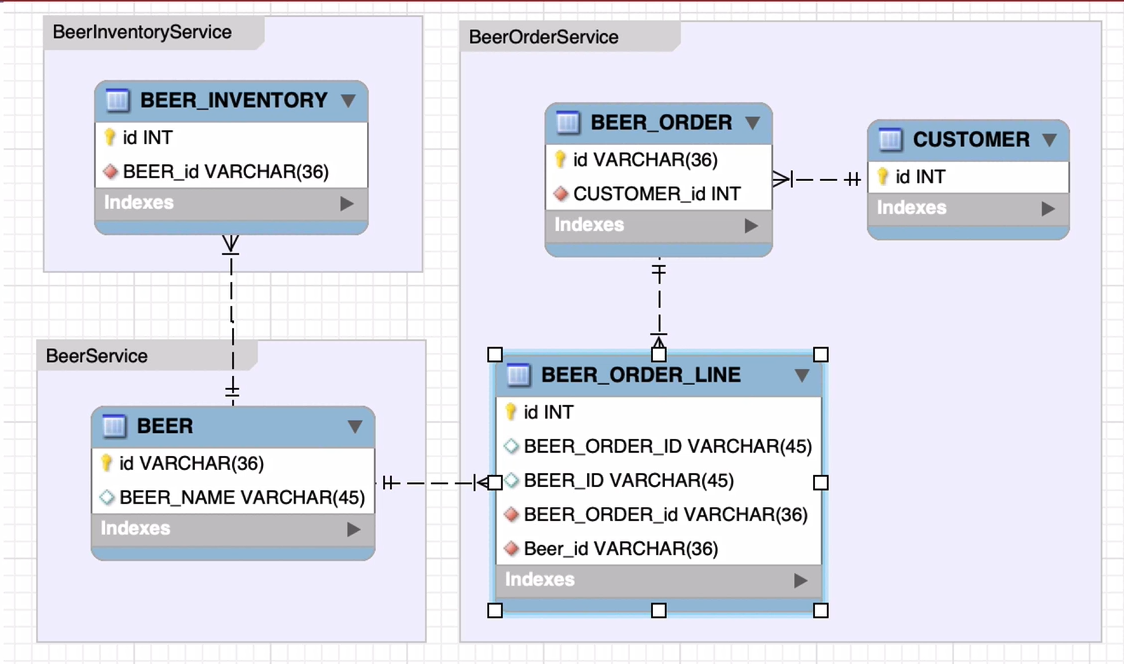 BeerInventoryService
BEER_INVENTORY
id INT
BEER_id VARCHAR(36)
Indexes
BeerService
BEER
id VARCHAR(36)
BEER_NAME VARCHAR(45)
Indexes
BeerOrderService
BEER_ORDER
id VARCHAR(36)
CUSTOMER_id INT
Indexes
CUSTOMER
id INT
Indexes
BEER_ORDER_LINE
id INT
BEER_ORDER_ID VARCHAR(45)
BEER_ID VARCHAR(45)
BEER_ORDER_id VARCHAR(36)
Beer_id VARCHAR(36)
Indexes